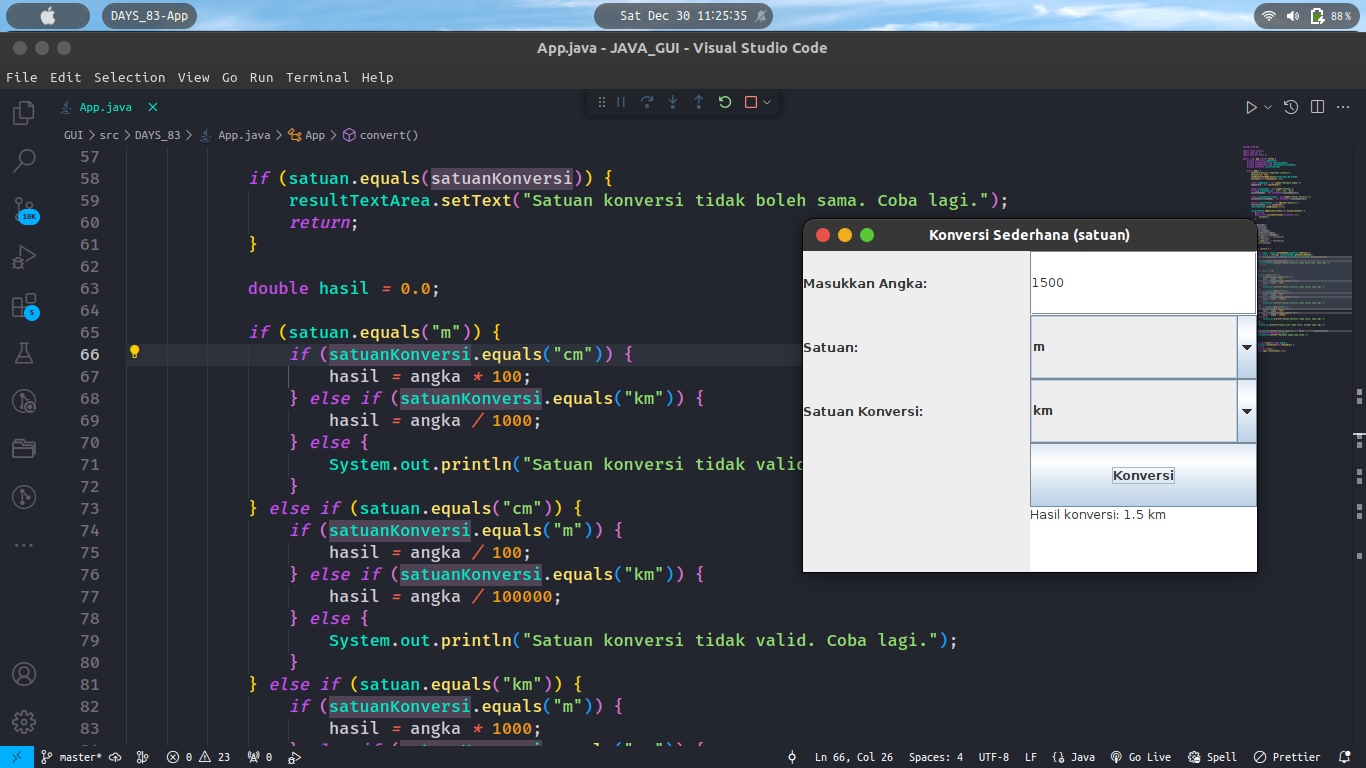 DAYS_83-App
Sat Dec 30 11:25:35
88%
App.java - JAVA_GUI - Visual Studio Code
File Edit Selection View Go Run Terminal Help
App.java
GUI > src > DAYS_83 > App.java > App > convert()
57
58 if (satuan.equals(satuanKonversi)) {
59 resultTextArea.setText("Satuan konversi tidak boleh sama. Coba lagi.");
60 return;
61 }
62
63 double hasil = 0.0;
64
65 if (satuan.equals("m")) {
66 if (satuanKonversi.equals("cm")) {
67 hasil = angka * 100;
68 } else if (satuanKonversi.equals("km")) {
69 hasil = angka / 1000;
70 } else {
71 System.out.println("Satuan konversi tidak valid
72 }
73 } else if (satuan.equals("cm")) {
74 if (satuanKonversi.equals("m")) {
75 hasil = angka / 100;
76 } else if (satuanKonversi.equals("km")) {
77 hasil = angka / 100000;
78 } else {
79 System.out.println("Satuan konversi tidak valid. Coba lagi.");
80 }
81 } else if (satuan.equals("km")) {
82 if (satuanKonversi.equals("m")) {
83 hasil = angka * 1000;
Konversi Sederhana (satuan)
Masukkan Angka: 1500
Satuan: m
Satuan Konversi: km
Konversi
Hasil konversi: 1.5 km
10K
S
master* 0 23 0 Ln 66, Col 26 Spaces: 4 UTF-8 LF {} Java Go Live Spell Prettier